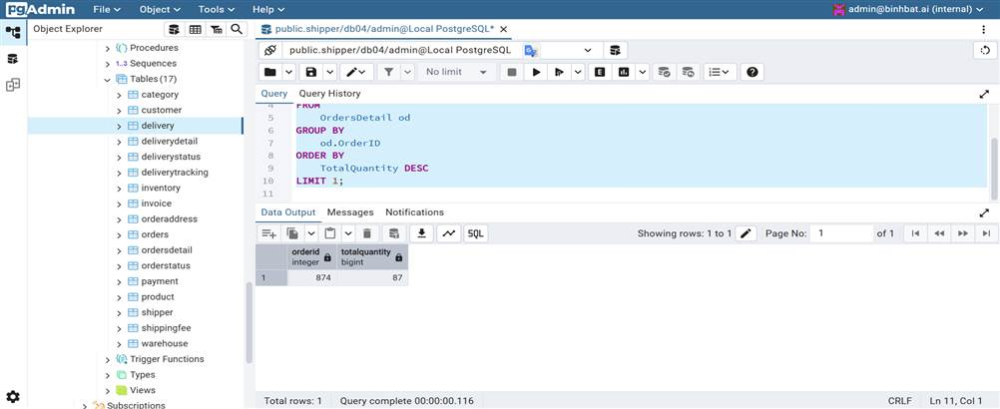 pgAdmin File Object Tools Help admin@binhbat.ai (internal)
Object Explorer
public.shipper/db04/admin@Local PostgreSQL*
public.shipper/db04/admin@Local PostgreSQL
No limit
Procedures
Sequences
Tables (17)
category
customer
delivery
deliverydetail
deliverystatus
deliverytracking
inventory
invoice
orderaddress
orders
ordersdetail
orderstatus
payment
product
shipper
shippingfee
warehouse
Trigger Functions
Types
Views
Subscriptions
Query Query History
4 FROM
5 OrdersDetail od
6 GROUP BY
7 od.OrderID
8 ORDER BY
9 TotalQuantity DESC
10 LIMIT 1;
11
Data Output Messages Notifications
SQL Showing rows: 1 to 1 Page No: 1 of 1
orderid totalquantity
integer bigint
1 874 87
Total rows: 1 Query complete 00:00:00.116 CRLF Ln 11, Col 1